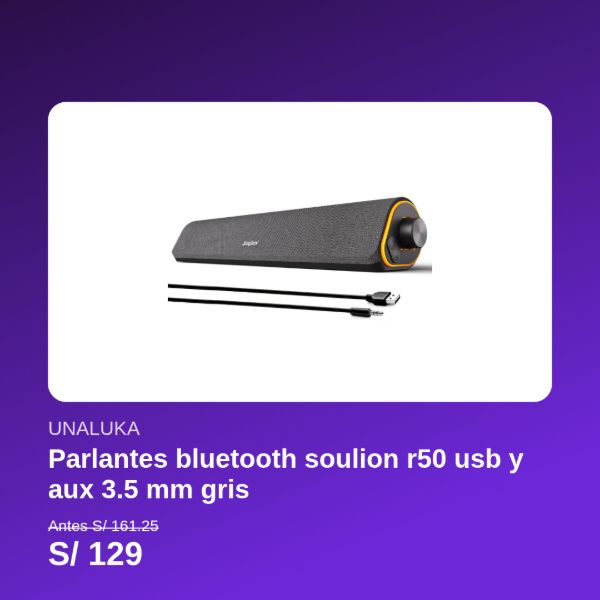 UNALUKA
Parlantes bluetooth soulion r50 usb y
aux 3.5 mm gris
Antes S/ 161.25
S/ 129